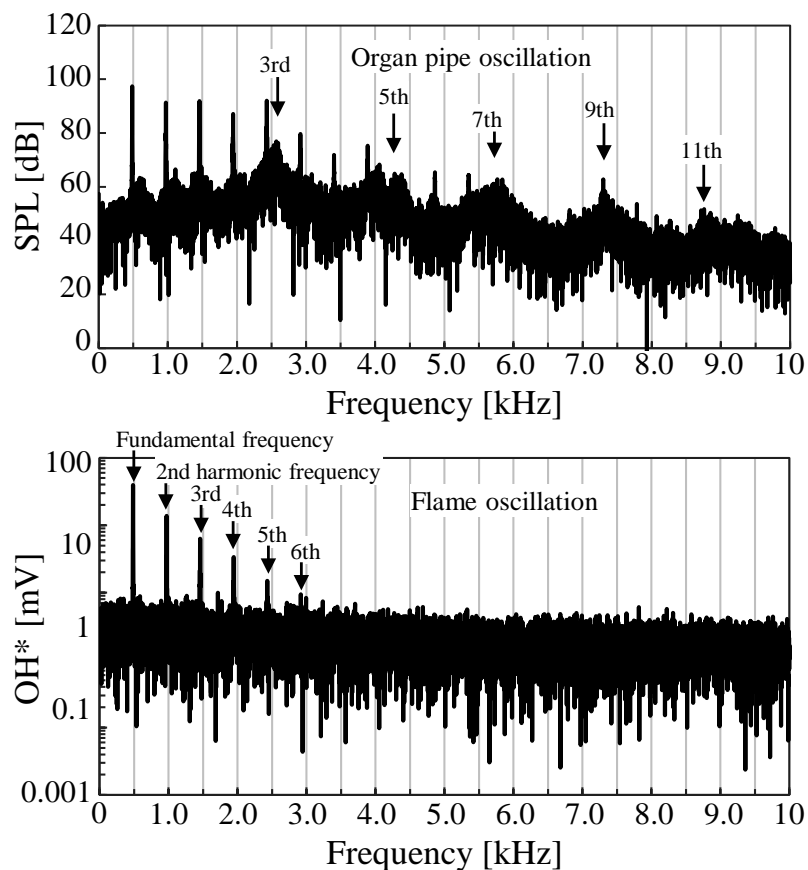 120
100
80
60
40
20
0
SPL [dB]
Organ pipe oscillation
3rd
5th
7th
9th
11th
0 1.0 2.0 3.0 4.0 5.0 6.0 7.0 8.0 9.0 10
Frequency [kHz]
Fundamental frequency
2nd harmonic frequency
3rd
4th
5th
6th
Flame oscillation
100
10
1
0.1
0.001
OH* [mV]
0 1.0 2.0 3.0 4.0 5.0 6.0 7.0 8.0 9.0 10
Frequency [kHz]